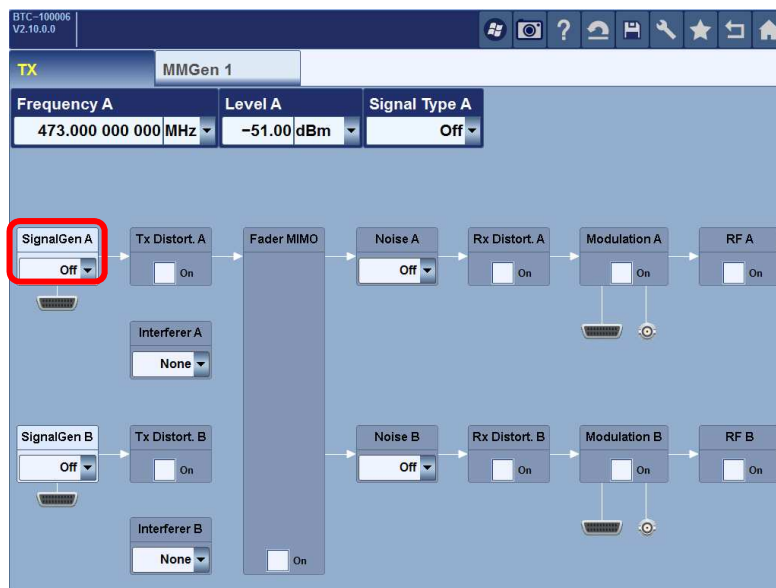 BTC-100006
V2.10.0.0
?
TX
MMGen 1
Frequency A
Level A
Signal Type A
473.000 000 000 MHz
-51.00 dBm
Off
SignalGen A
Tx Distort. A
Fader MIMO
Noise A
Rx Distort. A
Modulation A
RF A
Off
On
Off
On
On
On
Interferer A
None
SignalGen B
Tx Distort. B
Noise B
Rx Distort. B
Modulation B
RF B
Off
On
Off
On
On
On
Interferer B
None
On